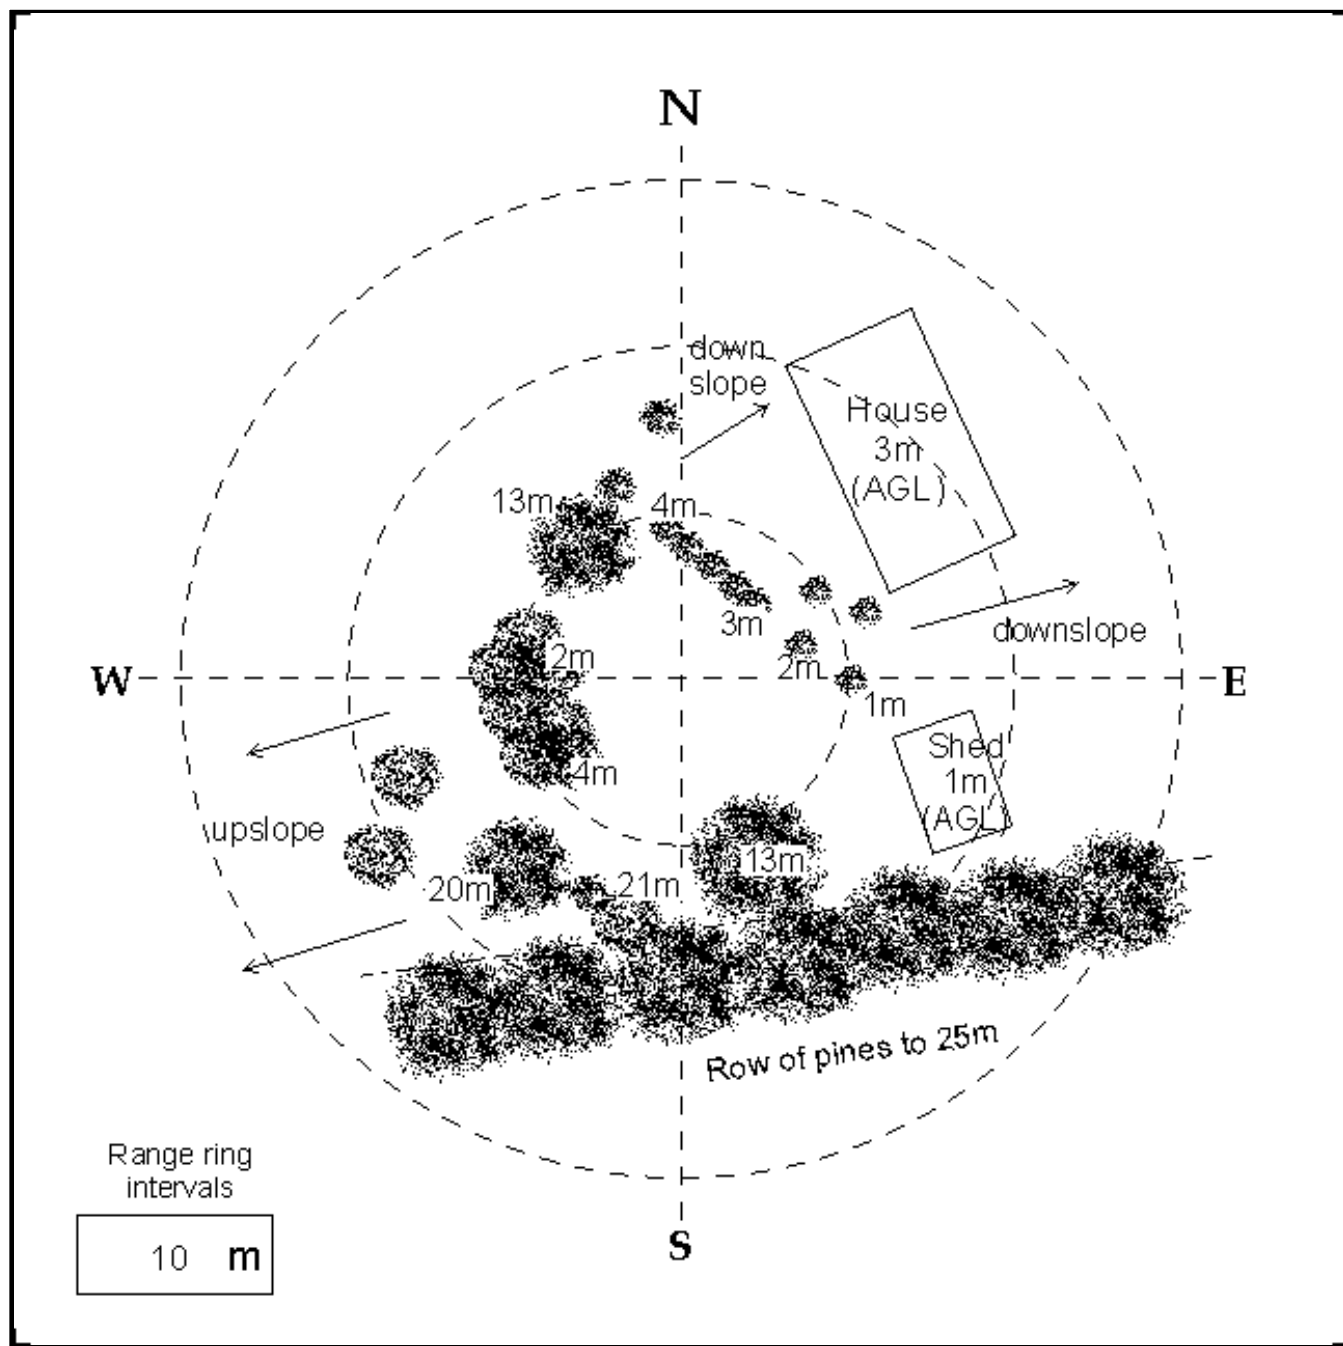 N
down
slope
House
3m
(AGL)
13m
4m
3m
2m
downslope
2m
W
E
1m
Shed
1m
(AGL)
4m
upslope
13m
20m
21m
Row of pines to 25m
Range ring
intervals
10 m
S